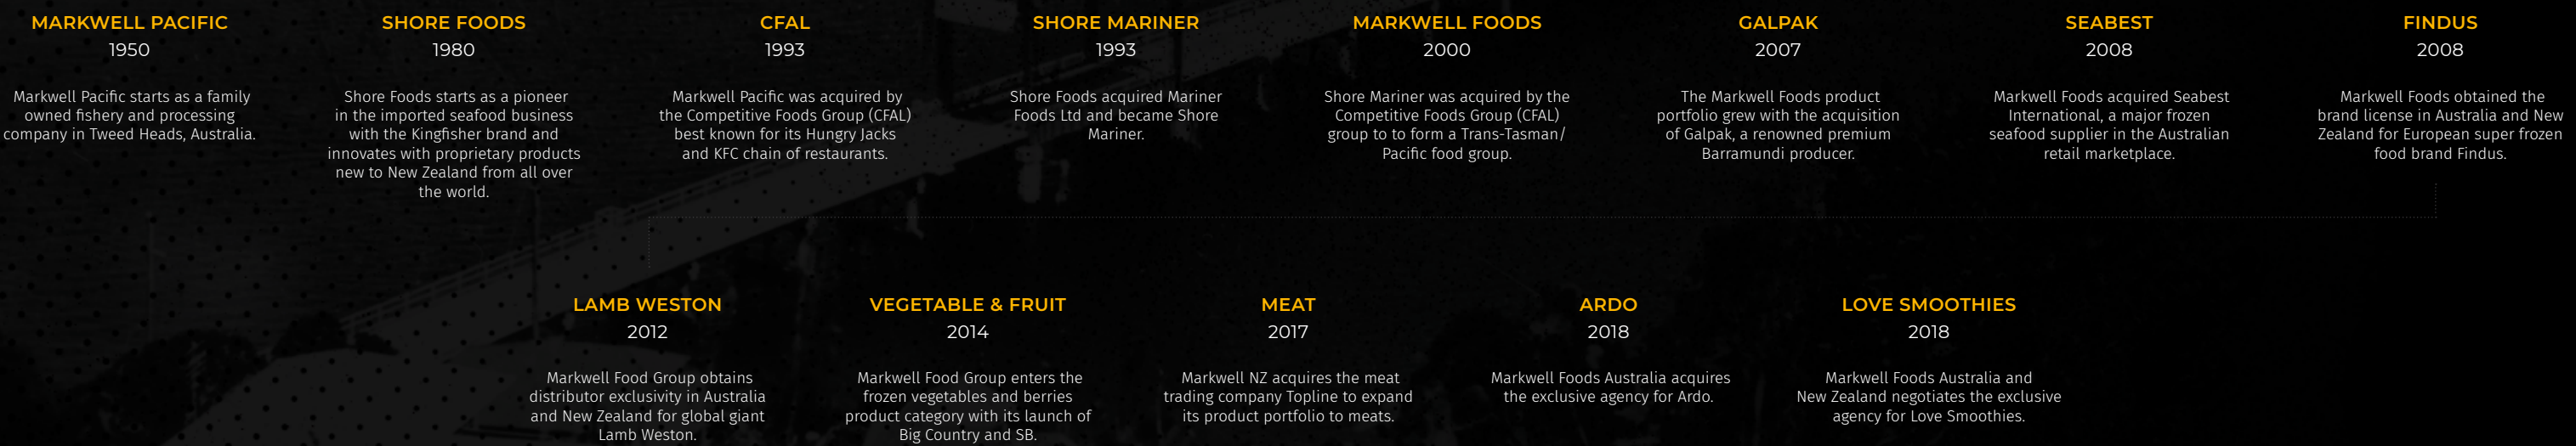 MARKWELL PACIFIC
1950
Markwell Pacific starts as a family
owned fishery and processing
company in Tweed Heads, Australia.
SHORE FOODS
1980
Shore Foods starts as a pioneer
in the imported seafood business
with the Kingfisher brand and
innovates with proprietary products
new to New Zealand from all over
the world.
CFAL
1993
Markwell Pacific was acquired by
the Competitive Foods Group (CFAL)
best known for its Hungry Jacks
and KFC chain of restaurants.
SHORE MARINER
1993
Shore Foods acquired Mariner
Foods Ltd and became Shore
Mariner.
MARKWELL FOODS
2000
Shore Mariner was acquired by the
Competitive Foods Group (CFAL)
group to to form a Trans-Tasman/
Pacific food group.
GALPAK
2007
The Markwell Foods product
portfolio grew with the acquisition
of Galpak, a renowned premium
Barramundi producer.
SEABEST
2008
Markwell Foods acquired Seabest
International, a major frozen
seafood supplier in the Australian
retail marketplace.
FINDUS
2008
Markwell Foods obtained the
brand license in Australia and New
Zealand for European super frozen
food brand Findus.
LAMB WESTON
2012
Markwell Food Group obtains
distributor exclusivity in Australia
and New Zealand for global giant
Lamb Weston.
VEGETABLE & FRUIT
2014
Markwell Food Group enters the
frozen vegetables and berries
product category with its launch of
Big Country and SB.
MEAT
2017
Markwell NZ acquires the meat
trading company Topline to expand
its product portfolio to meats.
ARDO
2018
Markwell Foods Australia acquires
the exclusive agency for Ardo.
LOVE SMOOTHIES
2018
Markwell Foods Australia and
New Zealand negotiates the exclusive
agency for Love Smoothies.